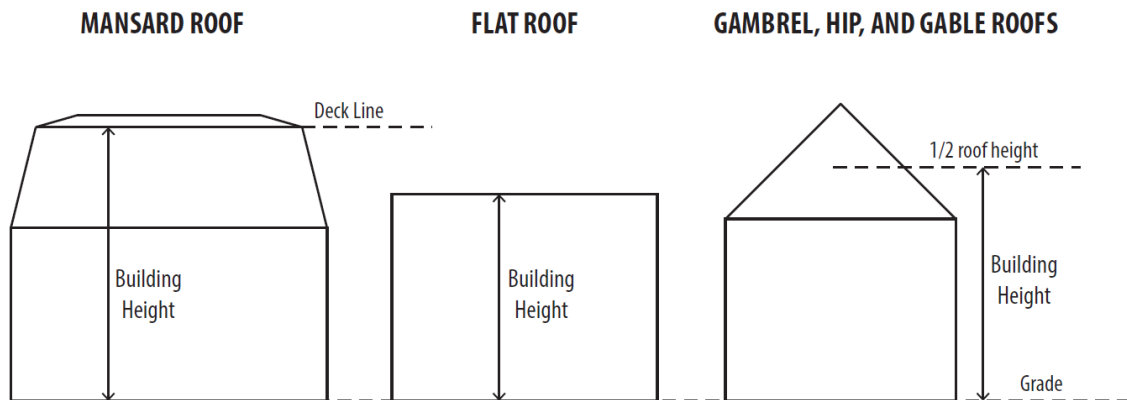 MANSARD ROOF
FLAT ROOF
GAMBREL, HIP, AND GABLE ROOFS
Deck Line
1/2 roof height
Building
Height
Building
Height
Building
Height
Grade